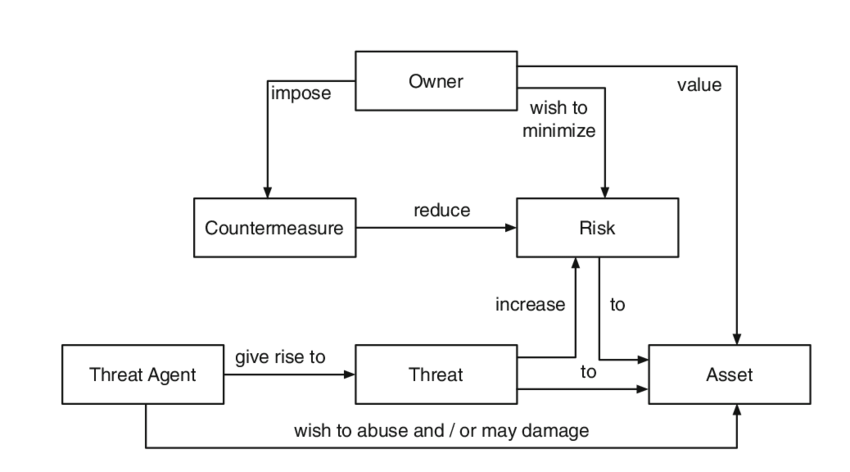 Owner
impose
value
wish to
minimize
Countermeasure
reduce
Risk
increase
to
Threat Agent
give rise to
Threat
to
Asset
wish to abuse and / or may damage